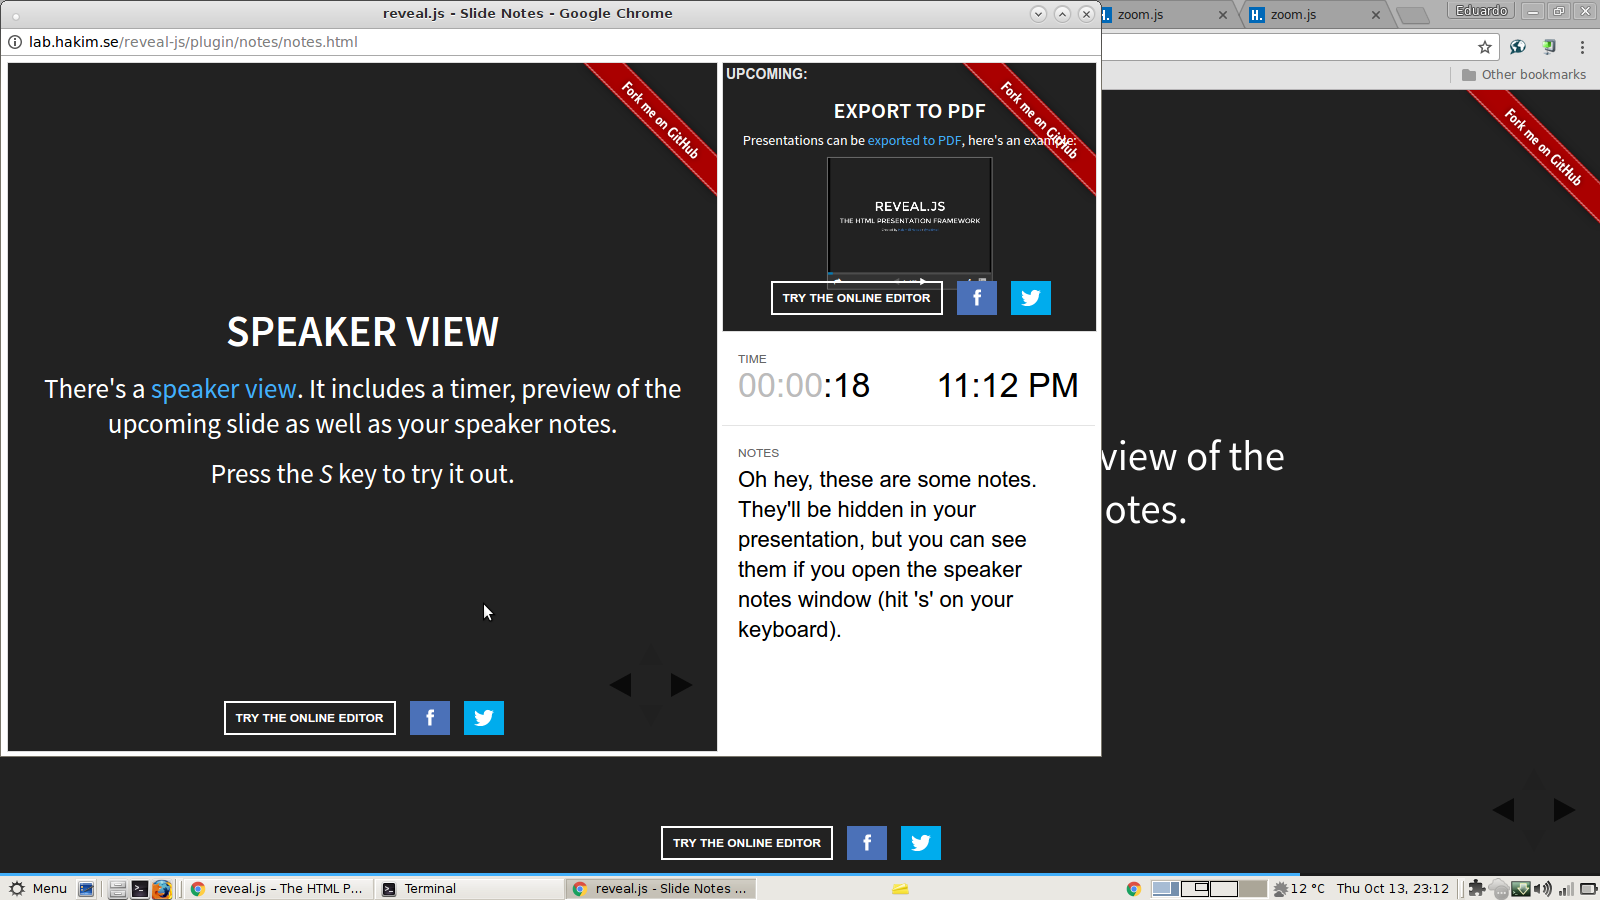 reveal.js - Slide Notes - Google Chrome
lab.hakim.se/reveal-js/plugin/notes/notes.html
zoom.js
zoom.js
Eduardo
Other bookmarks
Fork me on GitHub
SPEAKER VIEW
There's a speaker view. It includes a timer, preview of the
upcoming slide as well as your speaker notes.
Press the S key to try it out.
TRY THE ONLINE EDITOR
UPCOMING:
Fork me on GitHub
EXPORT TO PDF
Presentations can be exported to PDF, here's an example:
REVEAL.JS
THE HTML PRESENTATION FRAMEWORK
TRY THE ONLINE EDITOR
TIME
00:00:18
11:12 PM
NOTES
Oh hey, these are some notes.
They'll be hidden in your
presentation, but you can see
them if you open the speaker
notes window (hit 's' on your
keyboard).
Fork me on GitHub
view of the
otes.
TRY THE ONLINE EDITOR
Menu
reveal.js – The HTML P...
Terminal
reveal.js - Slide Notes ...
12 °C
Thu Oct 13, 23:12